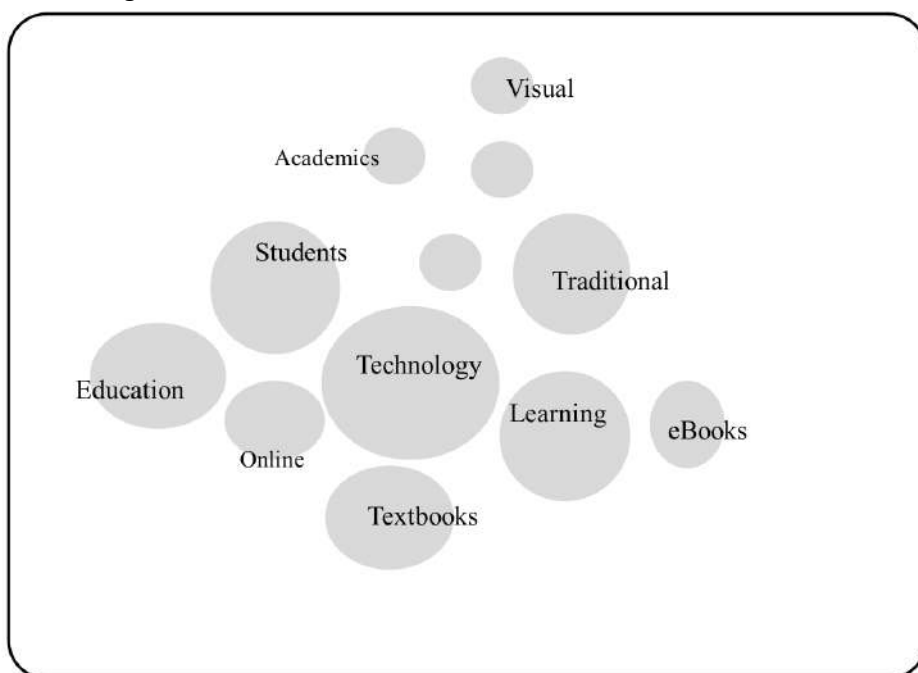 Visual
Academics
Students
Traditional
Technology
Education
Learning
eBooks
Online
Textbooks